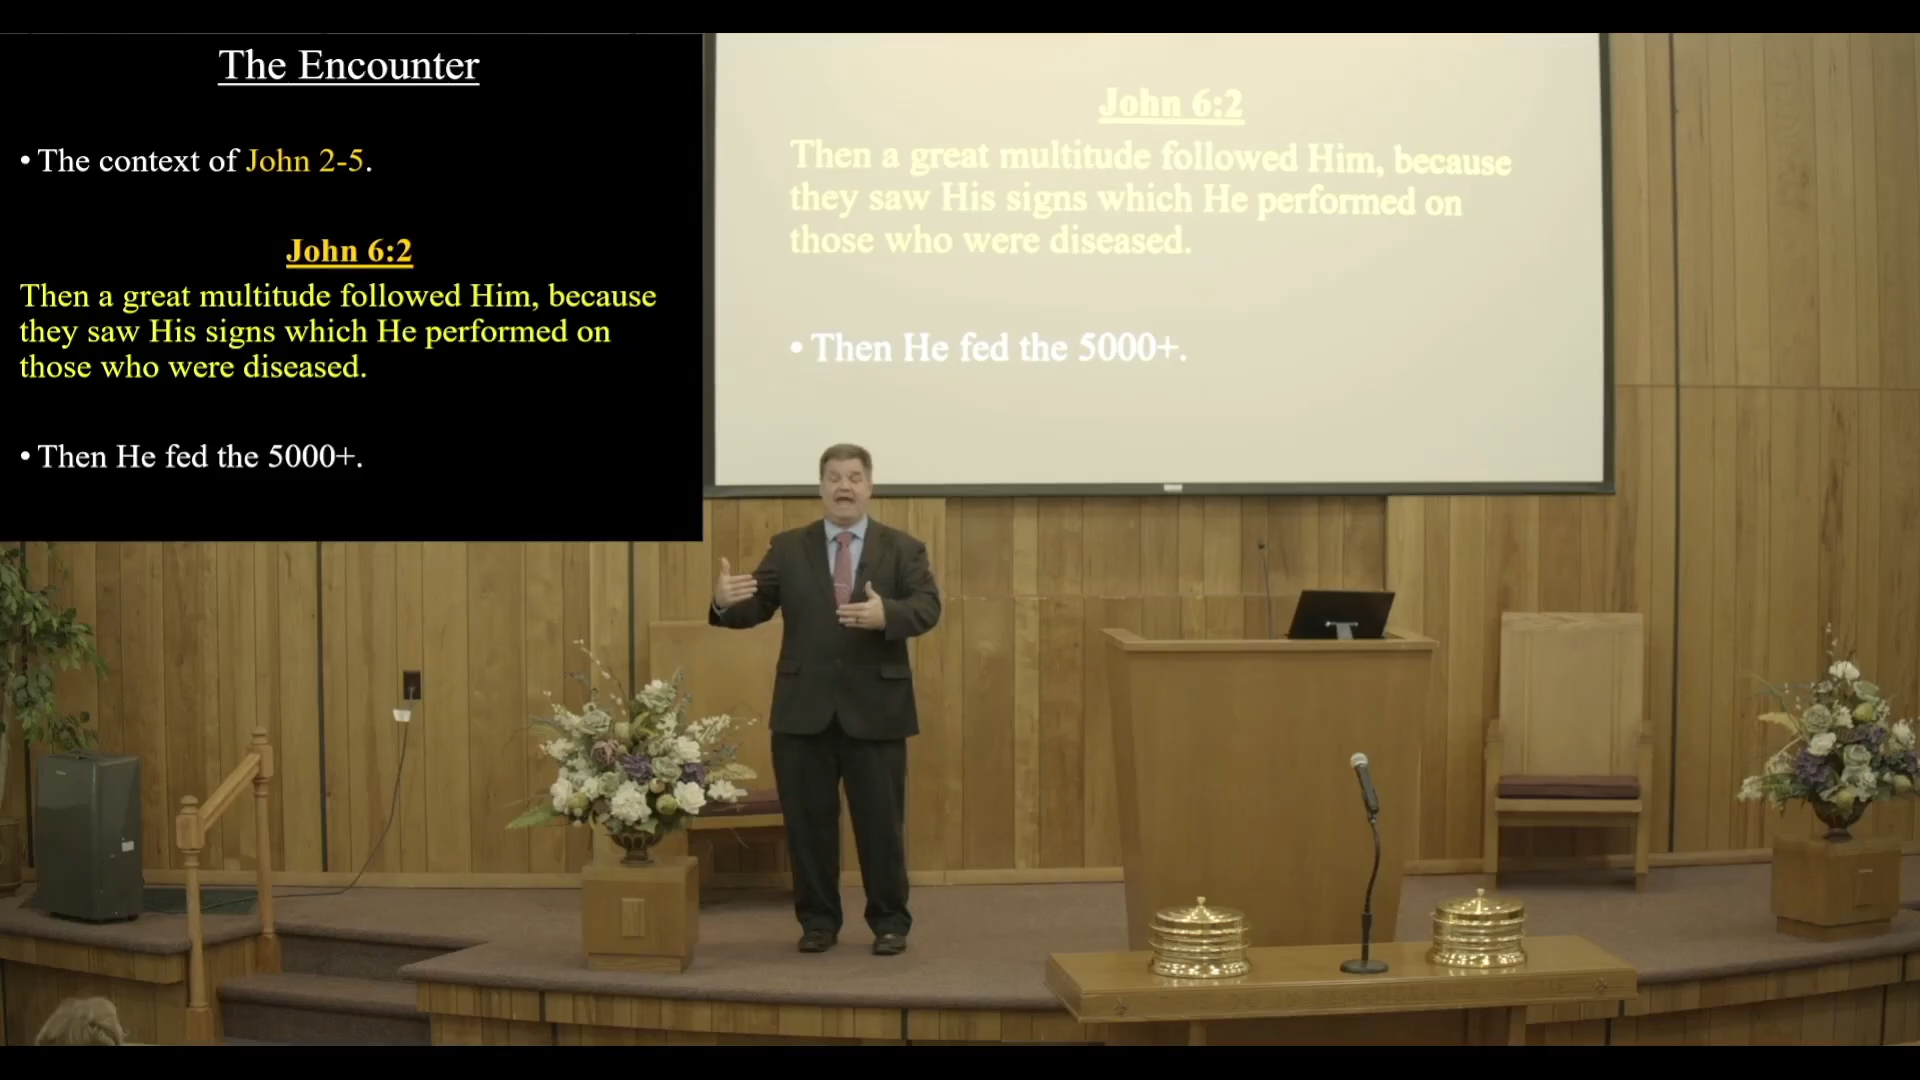 The Encounter
• The context of John 2-5.
John 6:2
Then a great multitude followed Him, because
they saw His signs which He performed on
those who were diseased.
• Then He fed the 5000+.
John 6:2
Then a great multitude followed Him, because
they saw His signs which He performed on
those who were diseased.
• Then He fed the 5000+.